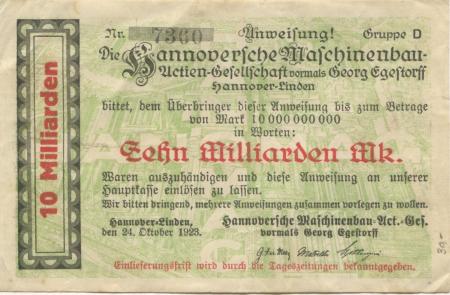 Nr. 7360 Anweisung! Gruppe D
Die Hannoversche Maschinenbau-
Actien-Gesellschaft vormals Georg Egestorff
Hannover-Linden
bittet, dem Überbringer dieser Anweisung bis zum Betrage
von Mark 10 000 000 000
in Worten:
Zehn Milliarden Mk.
Waren auszuhändigen und diese Anweisung an unserer
Hauptkasse einlösen zu lassen.
Wir bitten dringend, mehrere Anweisungen zusammen vorlegen zu wollen.
Hannover-Linden, Hannoversche Maschinenbau-Act.-Ges.
den 24. Oktober 1923. vormals Georg Egestorff
Einlieferungsfrist wird durch die Tageszeitungen bekanntgegeben.
10 Milliarden
39.-